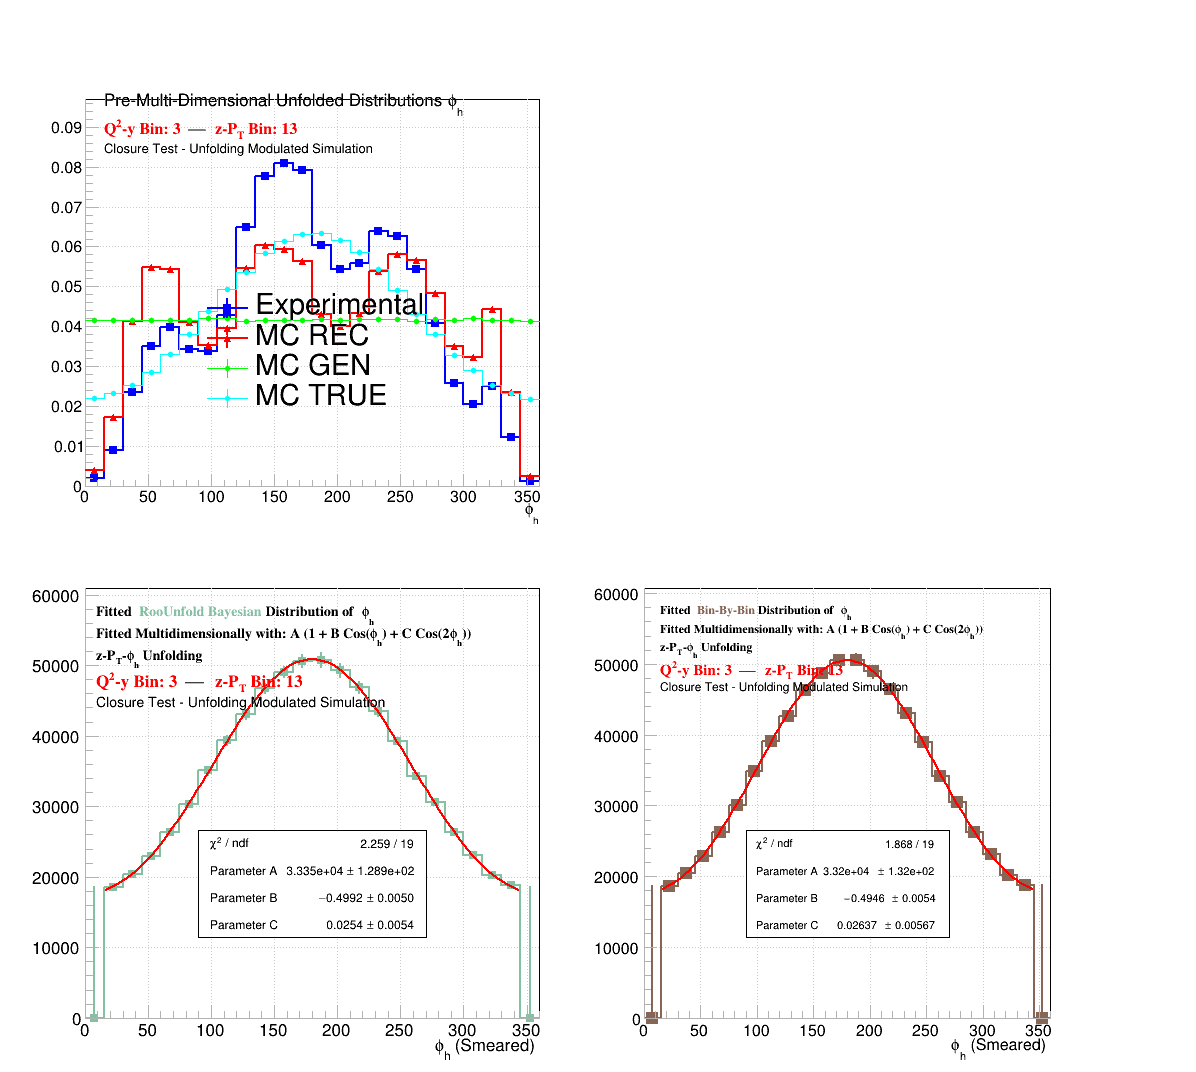 Pre-Multi-Dimensional Unfolded Distributions ϕh
Q²-y Bin: 3 — z-PT Bin: 13
Closure Test - Unfolding Modulated Simulation
0.09
0.08
0.07
0.06
0.05
0.04
0.03
0.02
0.01
0
Experimental
MC REC
MC GEN
MC TRUE
0 50 100 150 200 250 300 350
ϕh
60000
50000
40000
30000
20000
10000
0
Fitted RooUnfold Bayesian Distribution of ϕh
Fitted Multidimensionally with: A (1 + B Cos(ϕh) + C Cos(2ϕh))
z-PT-ϕh Unfolding
Q²-y Bin: 3 — z-PT Bin: 13
Closure Test - Unfolding Modulated Simulation
χ² / ndf 2.259 / 19
Parameter A 3.335e+04 ± 1.289e+02
Parameter B −0.4992 ± 0.0050
Parameter C 0.0254 ± 0.0054
0 50 100 150 200 250 300 350
ϕh (Smeared)
60000
50000
40000
30000
20000
10000
0
Fitted Bin-By-Bin Distribution of ϕh
Fitted Multidimensionally with: A (1 + B Cos(ϕh) + C Cos(2ϕh))
z-PT-ϕh Unfolding
Q²-y Bin: 3 — z-PT Bin: 13
Closure Test - Unfolding Modulated Simulation
χ² / ndf 1.868 / 19
Parameter A 3.32e+04 ± 1.32e+02
Parameter B −0.4946 ± 0.0054
Parameter C 0.02637 ± 0.00567
0 50 100 150 200 250 300 350
ϕh (Smeared)